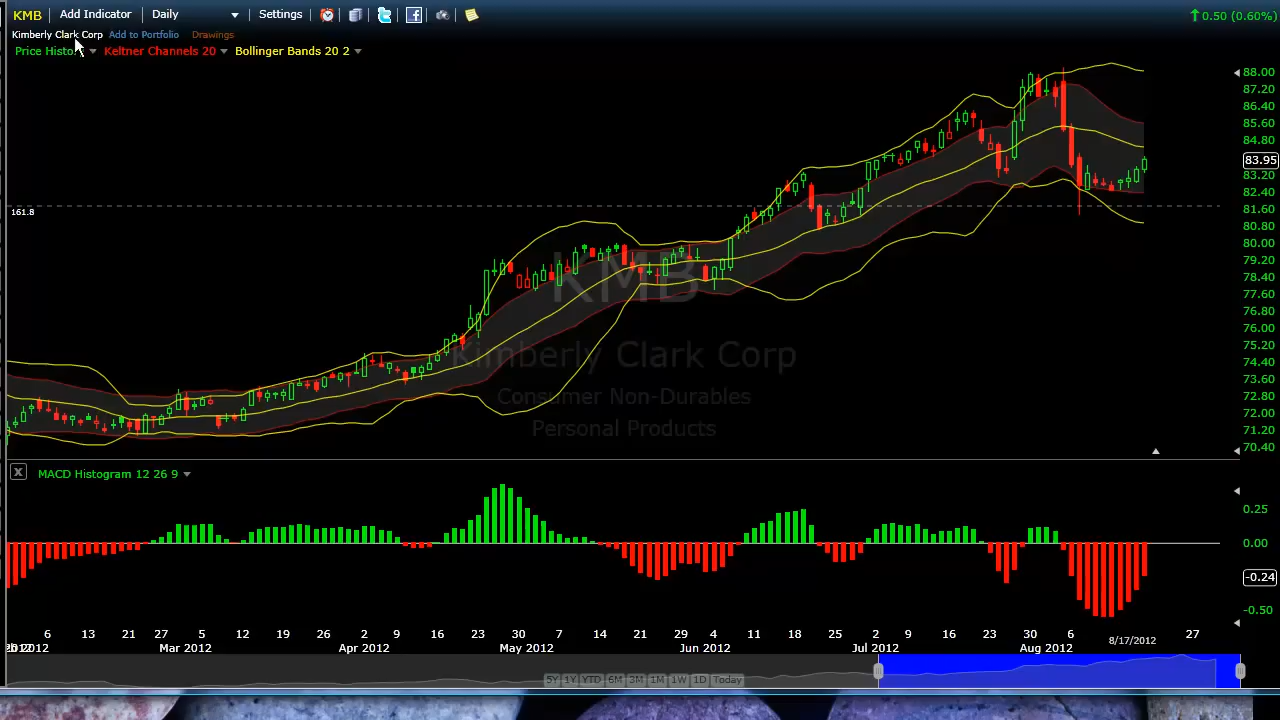 KMB Add Indicator Daily Settings 0.50 (0.60%)
Kimberly Clark Corp Add to Portfolio Drawings
Price Histo Keltner Channels 20 Bollinger Bands 20 2
88.00
87.20
86.40
85.60
84.80
83.95
83.20
82.40
161.8
81.60
80.80
80.00
79.20
78.40
77.60
76.80
76.00
75.20
74.40
73.60
72.80
72.00
71.20
70.40
KMB
Kimberly Clark Corp
Consumer Non-Durables
Personal Products
X MACD Histogram 12 26 9
0.25
0.00
-0.24
-0.50
6 13 21 27 5 12 19 26 2 9 16 23 30 7 14 21 29 4 11 18 25 2 9 16 23 30 6 27
2012 Mar 2012 Apr 2012 May 2012 Jun 2012 Jul 2012 Aug 2012 8/17/2012
5Y 1Y YTD 6M 3M 1M 1W 1D Today